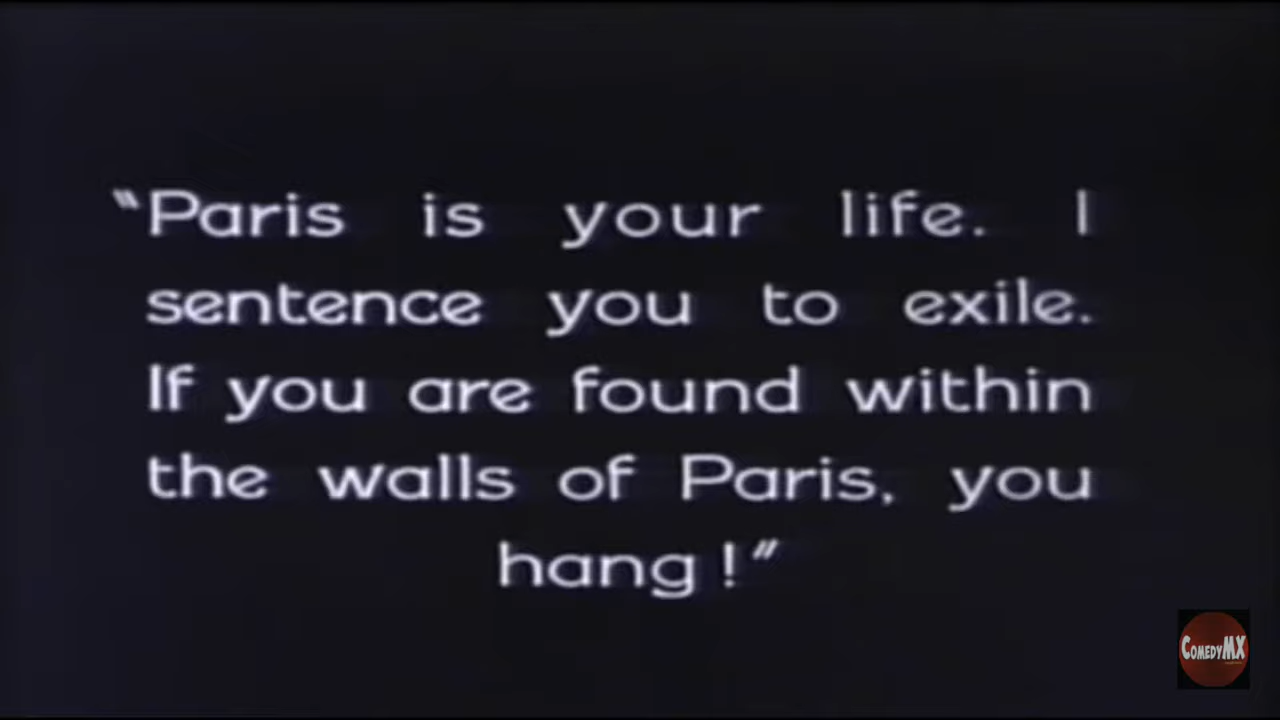 “Paris is your life. I
sentence you to exile.
If you are found within
the walls of Paris, you
hang!”
COMEDYMX